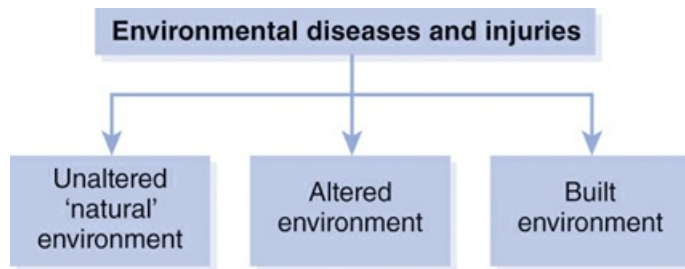 Environmental diseases and injuries
Unaltered
‘natural’
environment
Altered
environment
Built
environment